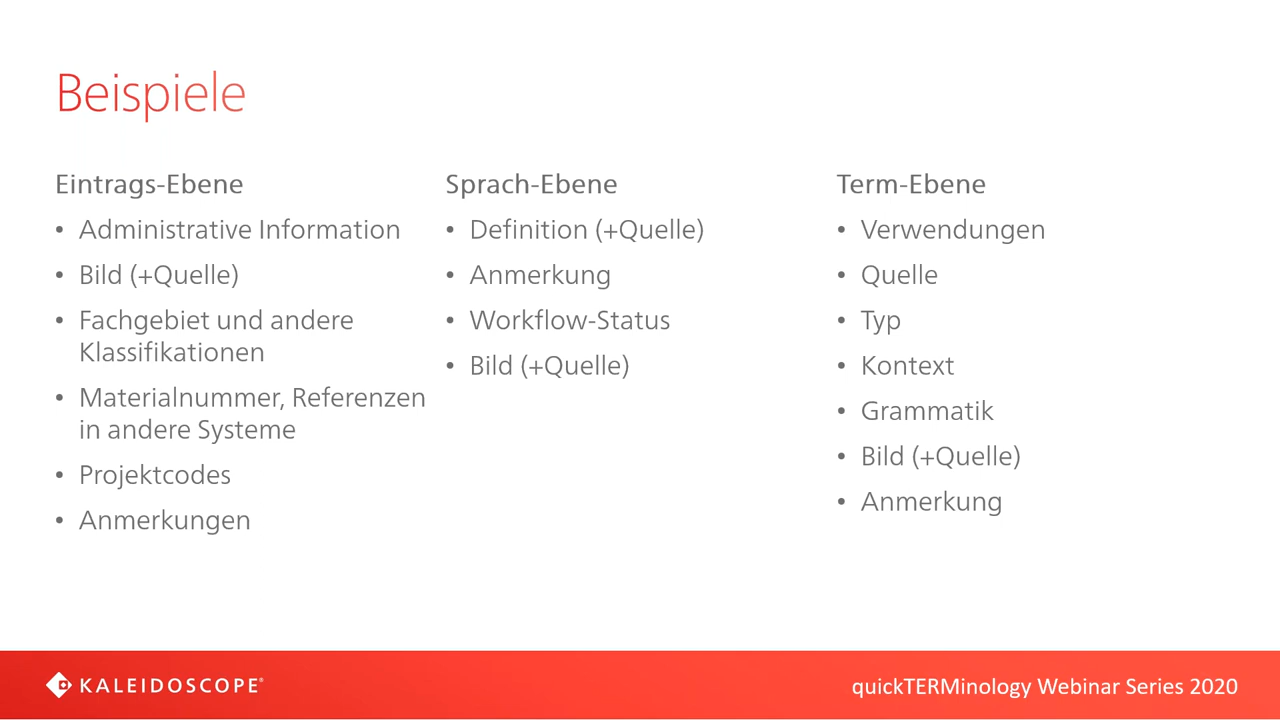 Beispiele
Eintrags-Ebene
• Administrative Information
• Bild (+Quelle)
• Fachgebiet und andere
Klassifikationen
• Materialnummer, Referenzen
in andere Systeme
• Projektcodes
• Anmerkungen
Sprach-Ebene
• Definition (+Quelle)
• Anmerkung
• Workflow-Status
• Bild (+Quelle)
Term-Ebene
• Verwendungen
• Quelle
• Typ
• Kontext
• Grammatik
• Bild (+Quelle)
• Anmerkung
KALEIDOSCOPE®
quickTERMinology Webinar Series 2020